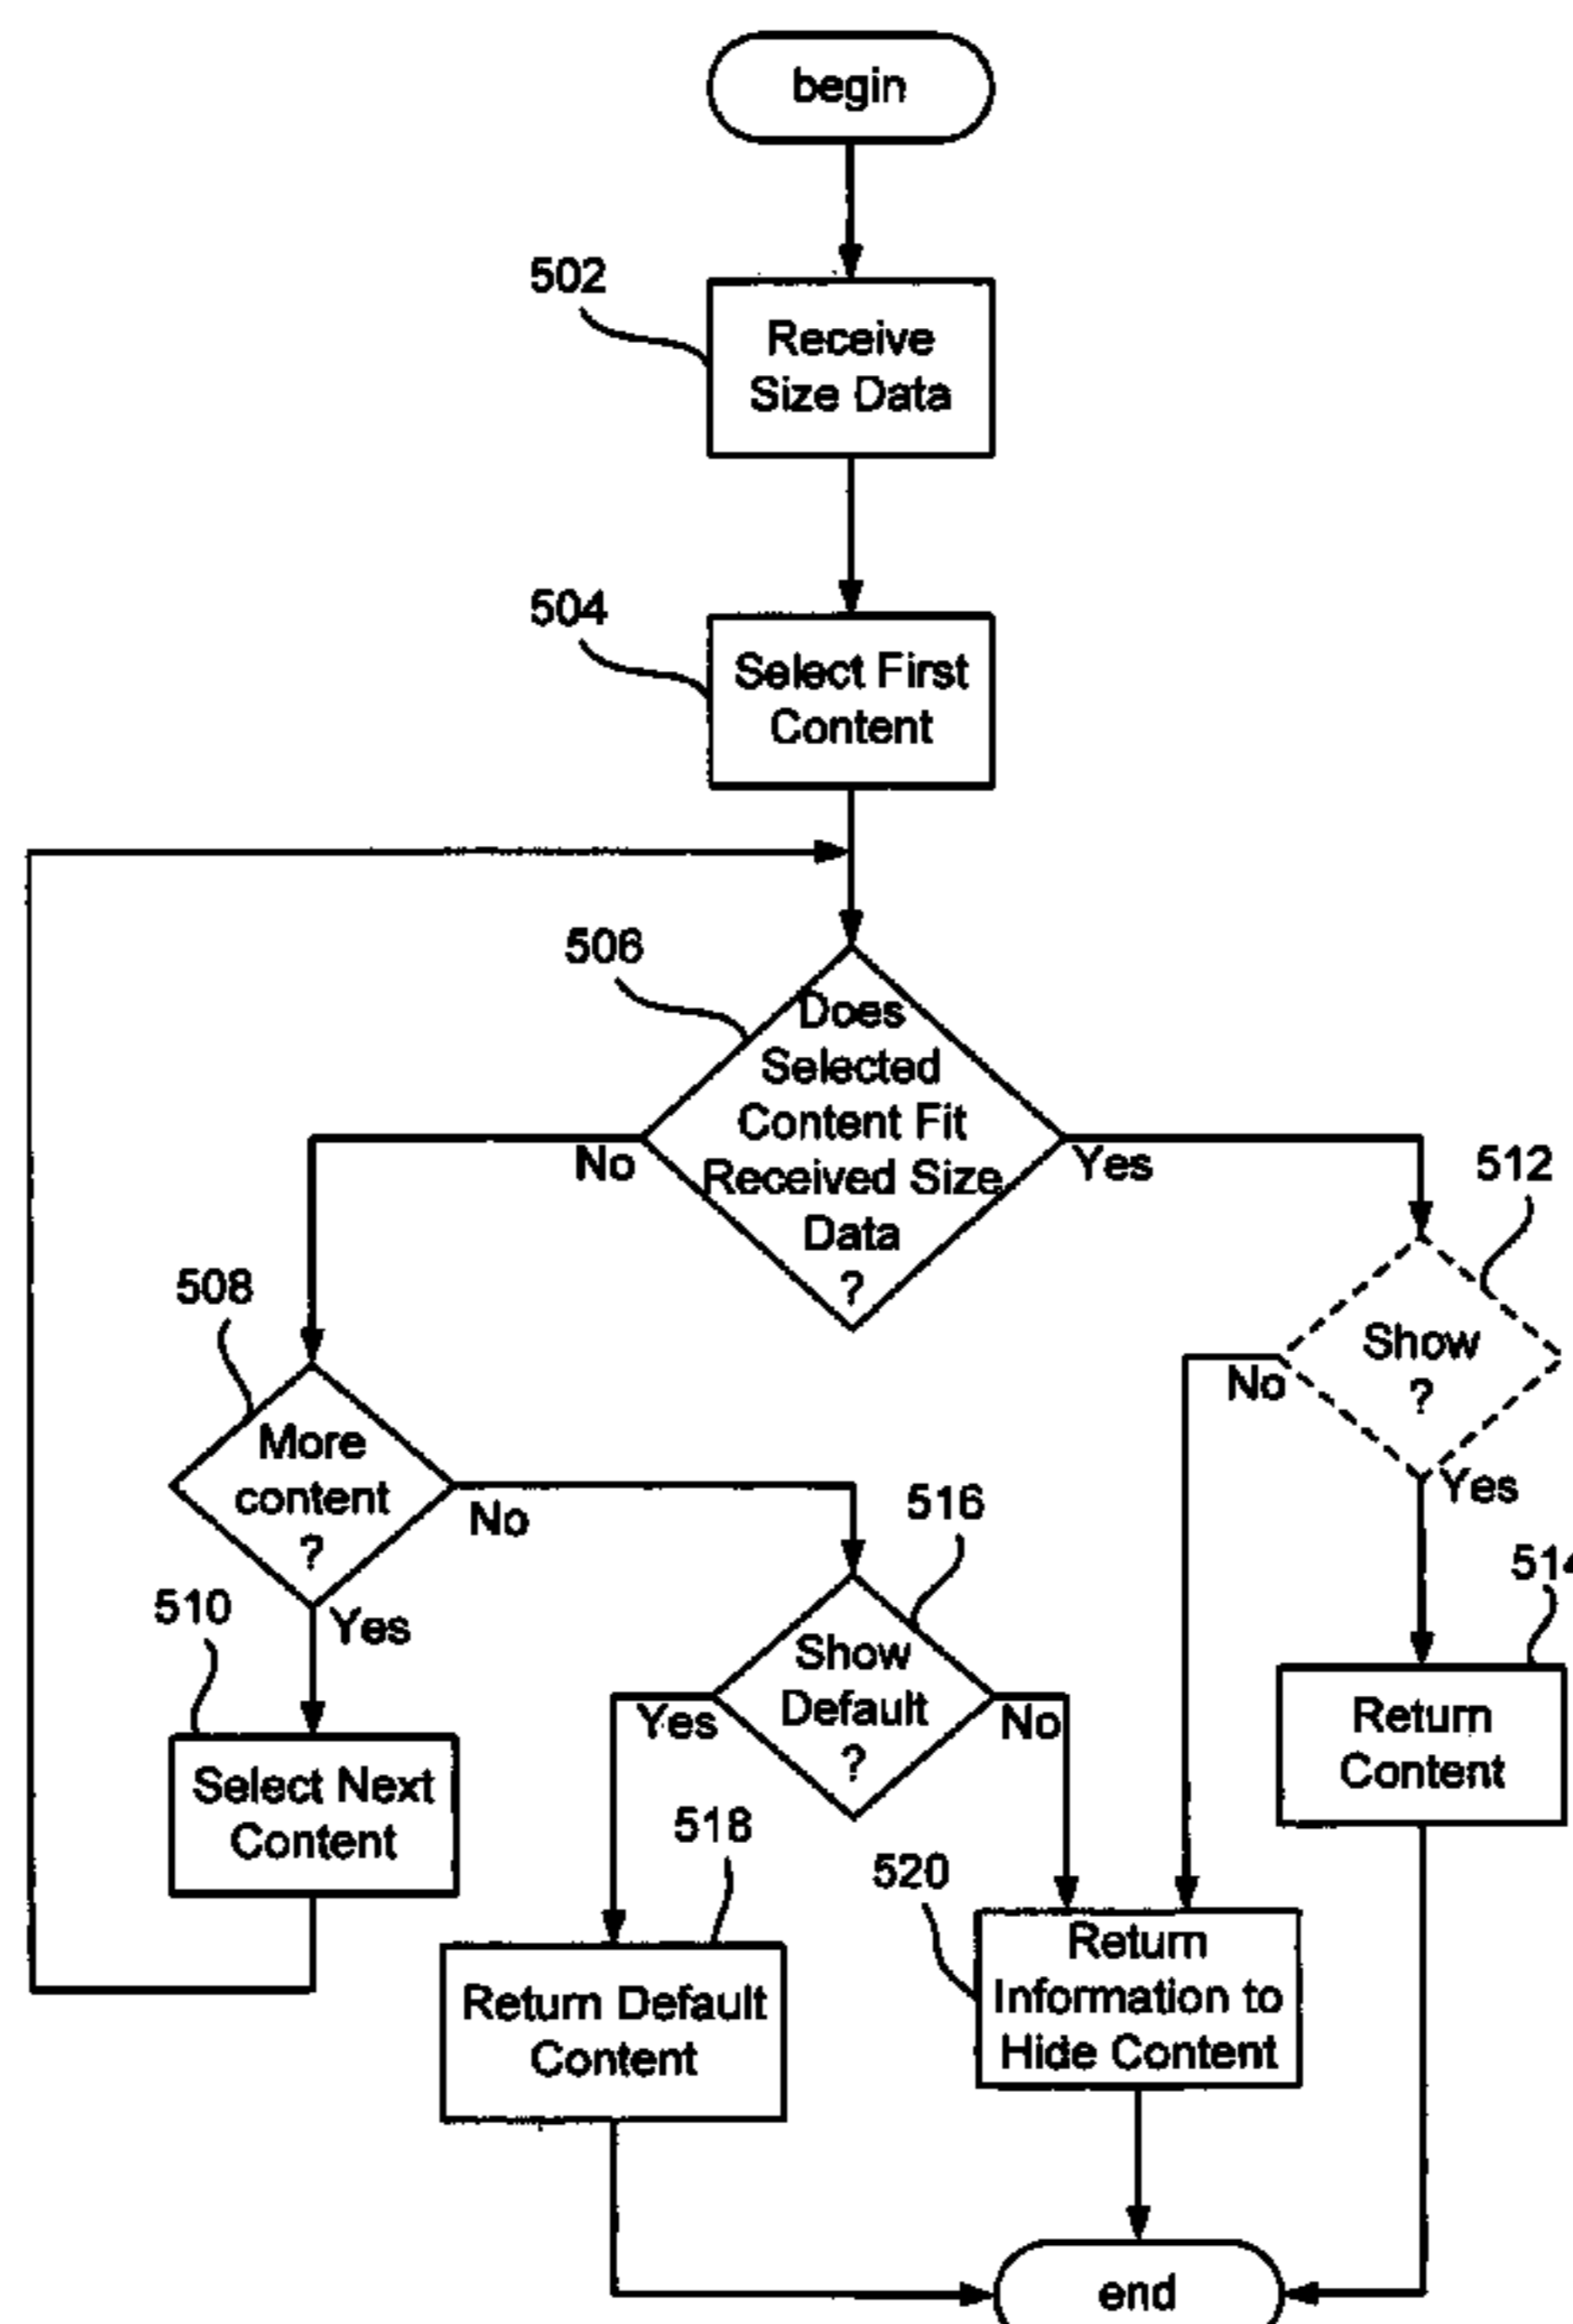 begin
502
Receive
Size Data
504
Select First
Content
506
Does
Selected
Content Fit
Received Size
Data
?
No
Yes
512
508
Show
?
No
Yes
More
content
?
No
516
514
510
Yes
Show
Default
?
Yes
No
Return
Content
Select Next
Content
518
520
Return Default
Content
Return
Information to
Hide Content
end